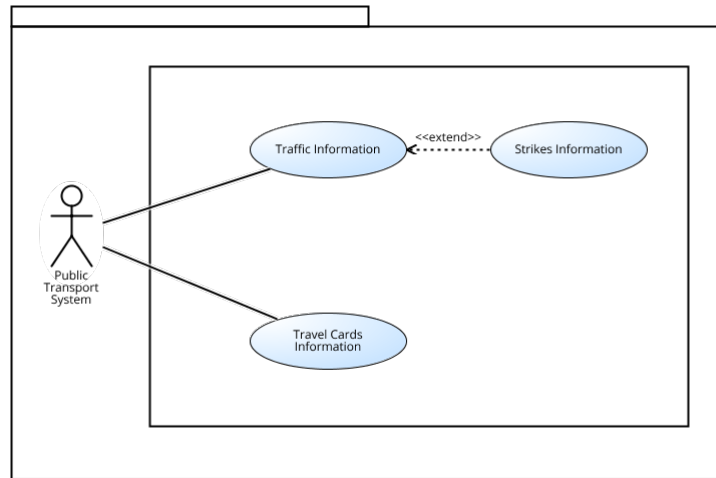 <<extend>>
Traffic Information
Strikes Information
Public
Transport
System
Travel Cards
Information